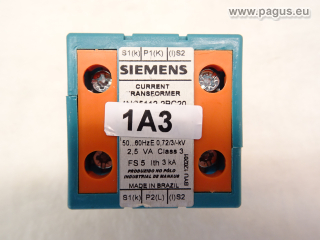 www.pagus.eu
S1(k) P1(K) (l)S2
SIEMENS
CURRENT
TRANSFORMER
1A3
50...60HzE 0,72/3/-kV
2,5 VA Class 3
FS 5 Ith 3 kA
PRODUZIDO NO PÓLO
INDUSTRIAL DE MANAUS
MADE IN BRAZIL
S1(k) P2(L) (l)S2